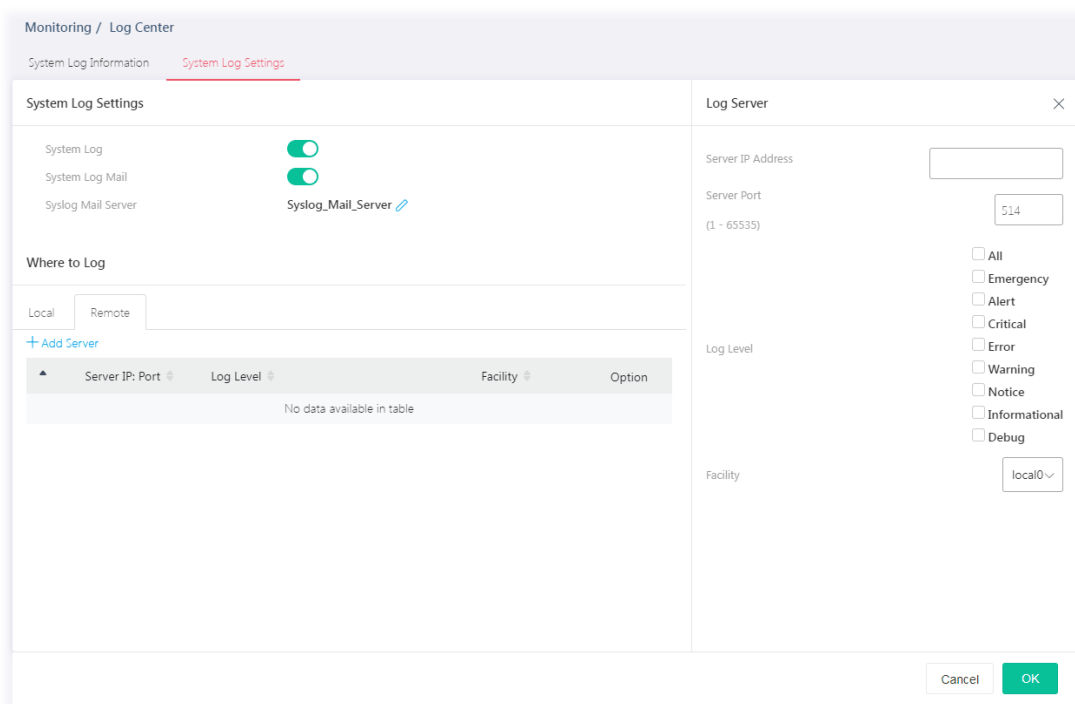 Monitoring / Log Center
System Log Information System Log Settings
System Log Settings
System Log
System Log Mail
Syslog Mail Server Syslog_Mail_Server
Where to Log
Local Remote
+ Add Server
Server IP: Port Log Level Facility Option
No data available in table
Log Server
Server IP Address
Server Port
514
(1 - 65535)
Log Level
All
Emergency
Alert
Critical
Error
Warning
Notice
Informational
Debug
Facility local0
Cancel OK